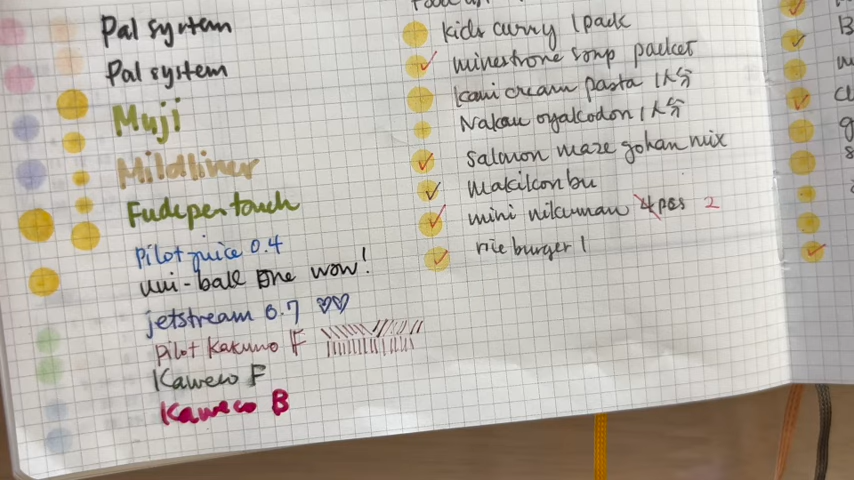 Pal system
Pal system
Muji
Mildliner
Fudepen touch
pilot juice 0.4
uni-ball one wow!
jetstream 0.7
pilot Kakuno F
Kaweco F
Kaweco B
kids curry 1 pack
minestrone soup packet
kani cream pasta 1人分
Nakau oyakodon 1人分
salmon maze gohan mix
makikonbu
mini nikuman 4pcs 2
rice burger 1